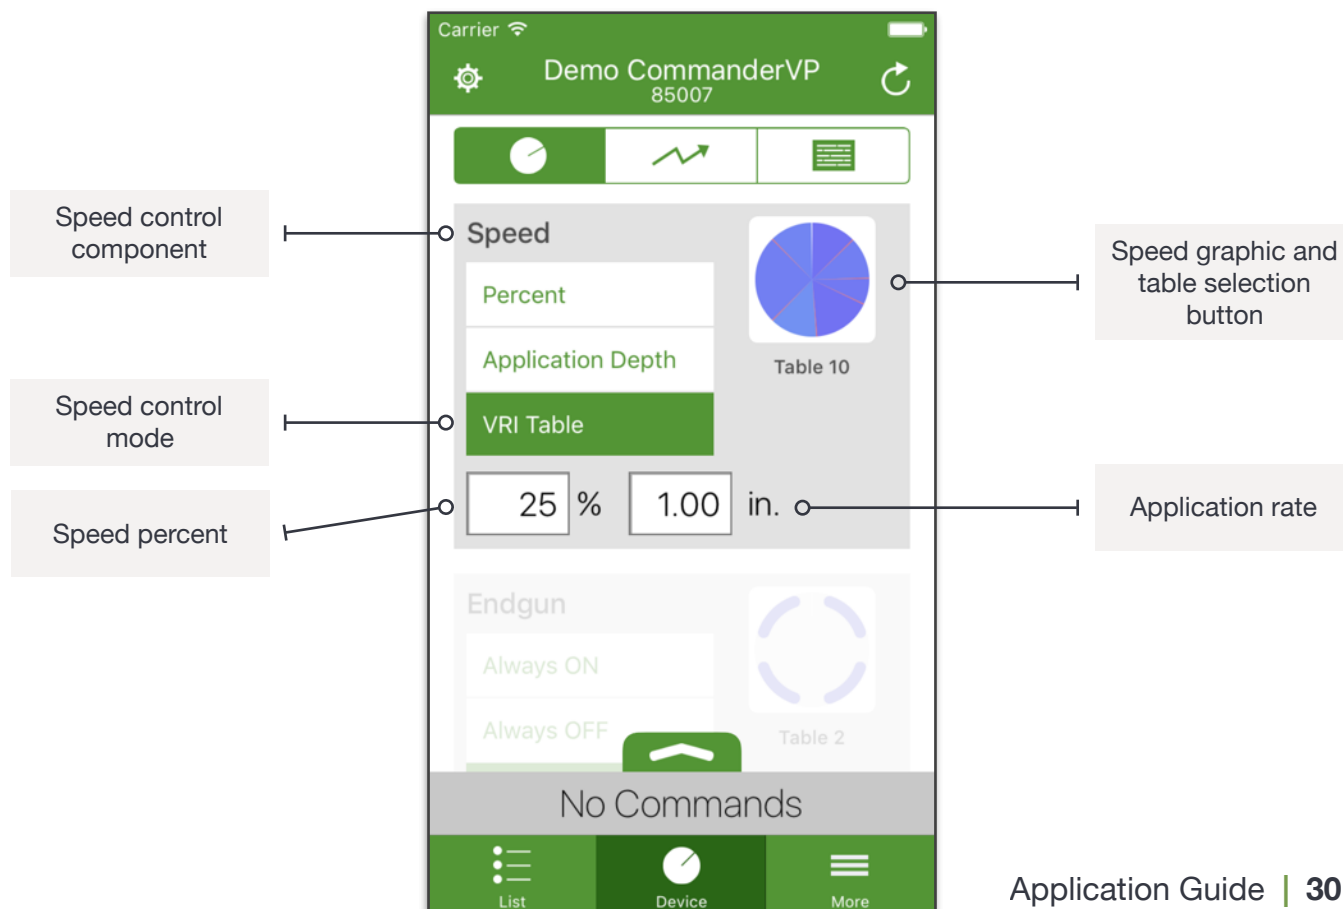 Carrier
Demo CommanderVP
85007
Speed control
component
Speed
Percent
Application Depth
Table 10
Speed graphic and
table selection
button
Speed control
mode
VRI Table
Speed percent
25 %
1.00 in.
Application rate
Endgun
Always ON
Always OFF
Table 2
No Commands
List
Device
More
Application Guide | 30